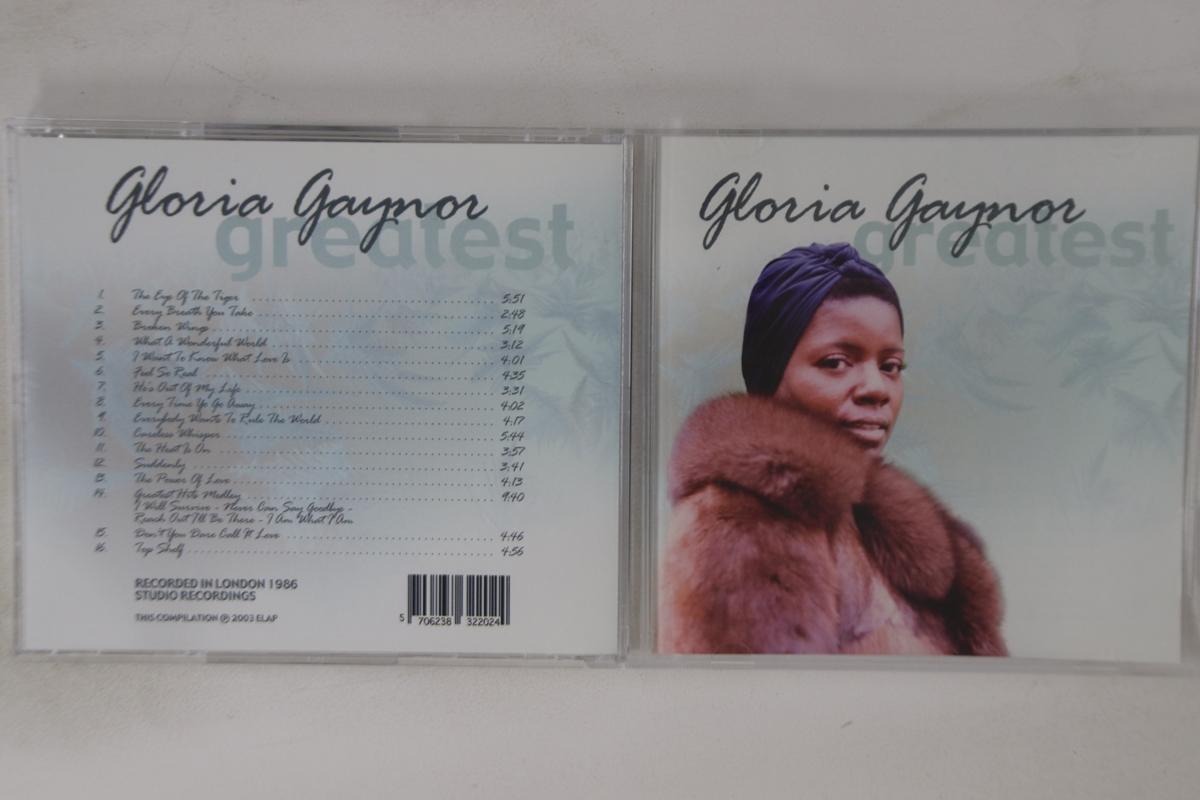 Gloria Gaynor
greatest
1. The Eye Of The Tiger 5:51
2. Every Breath You Take 2:48
3. Broken Wings 5:19
4. What A Wonderful World 3:12
5. I Want To Know What Love Is 4:01
6. Feel So Real 4:35
7. He's Out Of My Life 3:31
8. Every Time Yo Go Away 4:02
9. Everybody Wants To Rule The World 4:17
10. Careless Whisper 5:44
11. The Heat Is On 3:57
12. Suddenly 3:41
13. The Power Of Love 4:13
14. Greatest Hits Medley 9:40
I Will Survive - Never Can Say Goodbye -
Reach Out I'll Be There - I Am What I Am
15. Don't You Dare Call It Love 4:46
16. Top Shelf 4:56
RECORDED IN LONDON 1986
STUDIO RECORDINGS
THIS COMPILATION ℗ 2003 ELAP
5 706238 322024
Gloria Gaynor
greatest